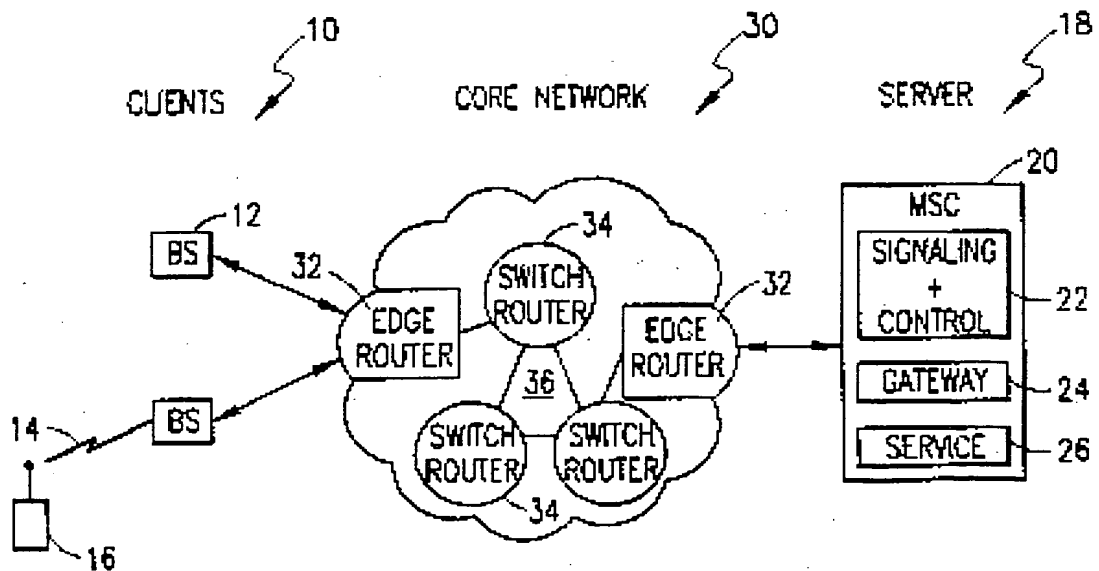 10
30
18
CLIENTS
CORE NETWORK
SERVER
20
MSC
12
34
BS
32
SWITCH
ROUTER
32
SIGNALING
+
CONTROL
22
EDGE
ROUTER
EDGE
ROUTER
36
GATEWAY
24
14
BS
SWITCH
ROUTER
SWITCH
ROUTER
SERVICE
26
34
16